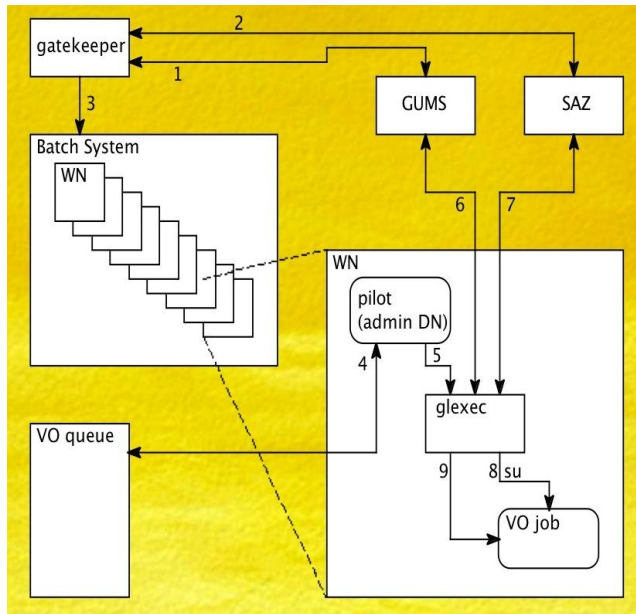 gatekeeper
2
1
3
GUMS
SAZ
Batch System
WN
6
7
WN
pilot
(admin DN)
4
5
glexec
VO queue
9
8
su
VO job